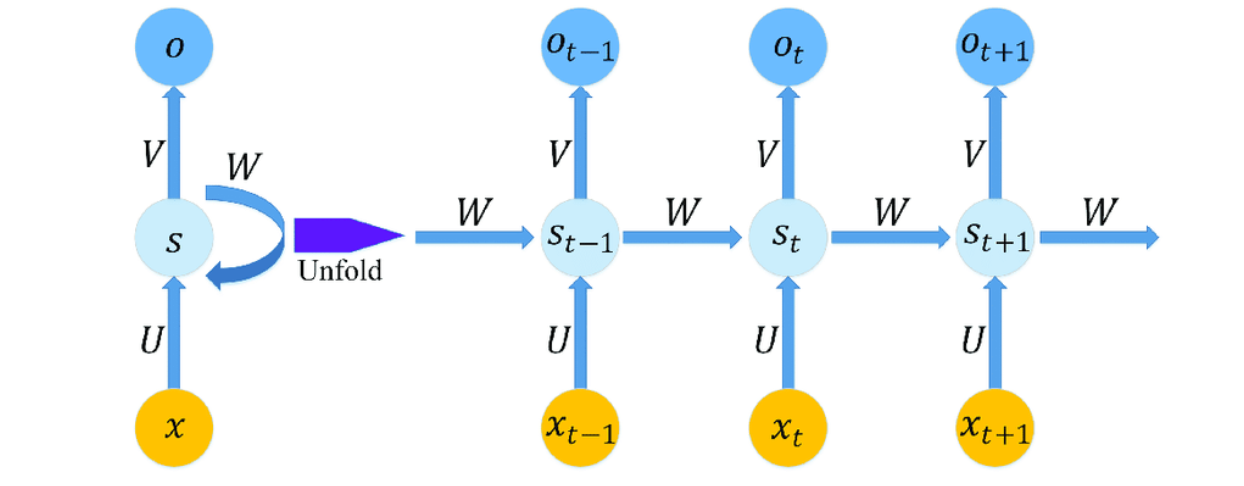 o o_{t−1} o_t o_{t+1}
V W V V V
s Unfold W s_{t−1} W s_t W s_{t+1} W
U U U U
x x_{t−1} x_t x_{t+1}